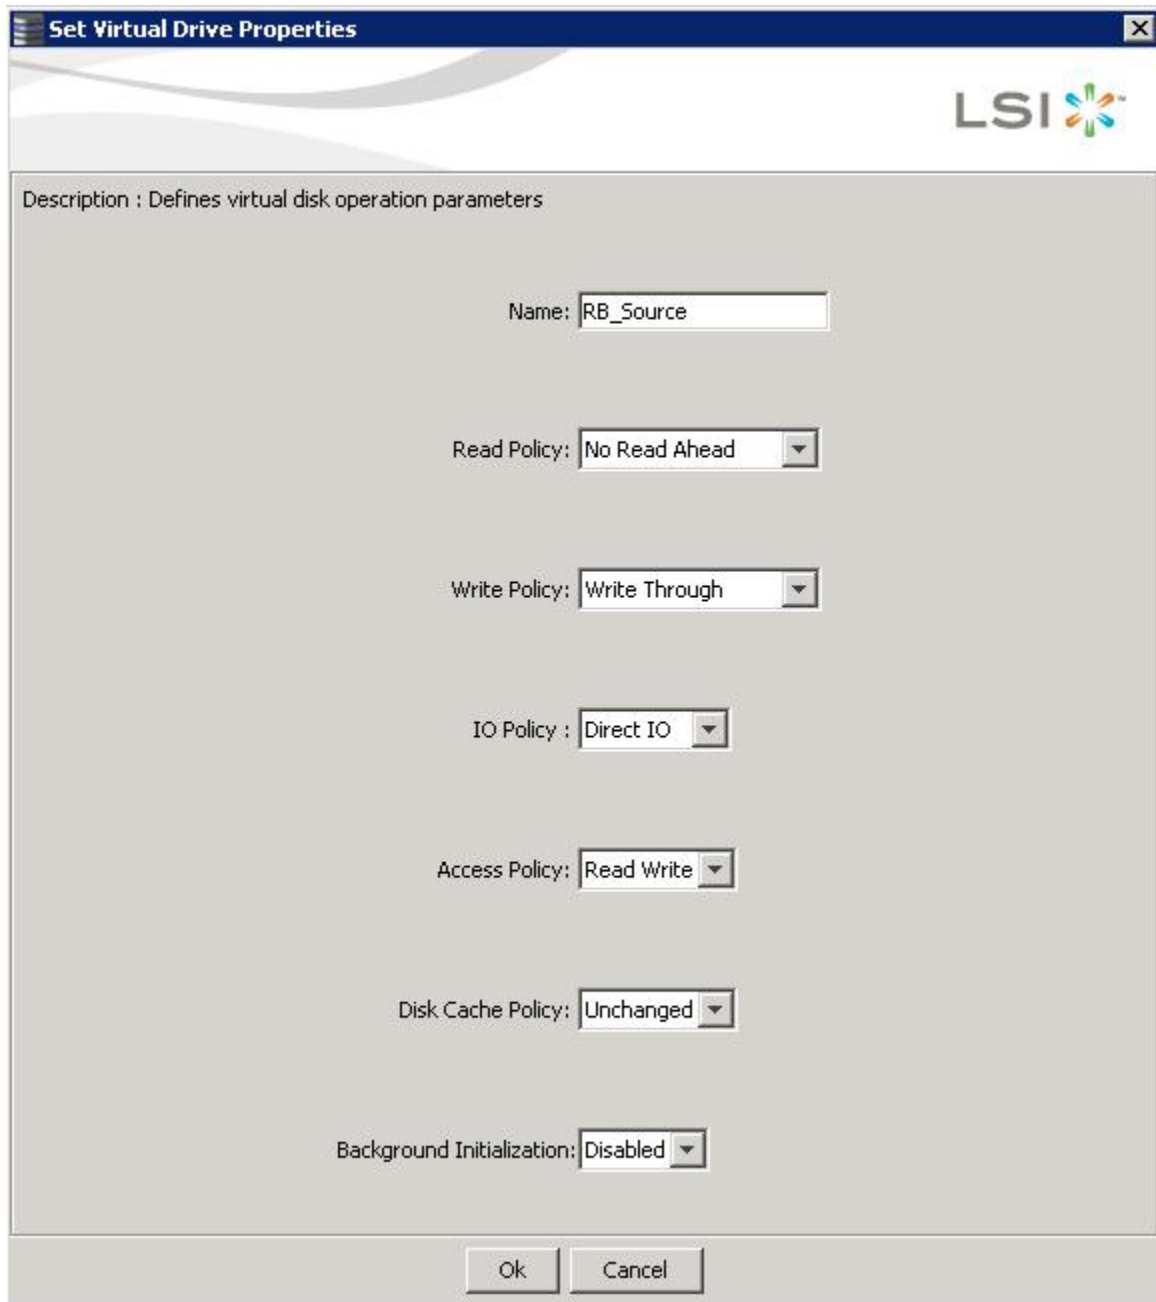 Set Virtual Drive Properties
LSI
Description : Defines virtual disk operation parameters
Name: RB_Source
Read Policy: No Read Ahead
Write Policy: Write Through
IO Policy : Direct IO
Access Policy: Read Write
Disk Cache Policy: Unchanged
Background Initialization: Disabled
Ok Cancel